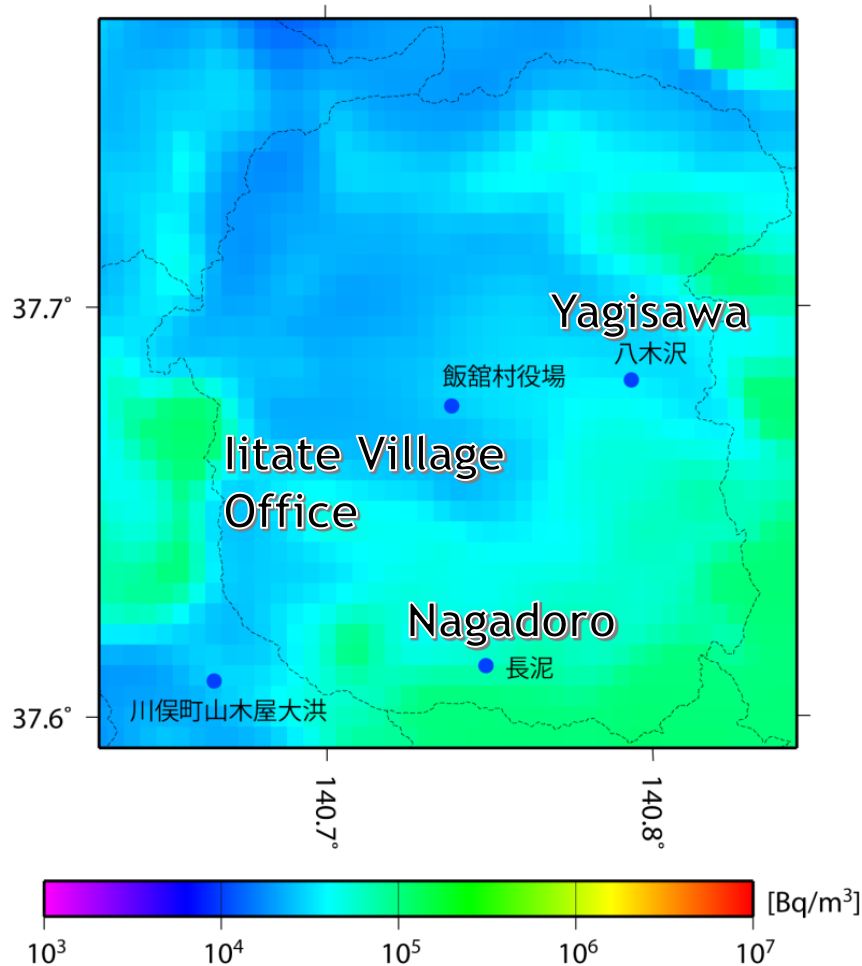 37.7°
Yagisawa
八木沢
飯舘村役場
Iitate Village
Office
Nagadoro
長泥
川俣町山木屋大洪
37.6°
140.7°
140.8°
[Bq/m³]
10³ 10⁴ 10⁵ 10⁶ 10⁷